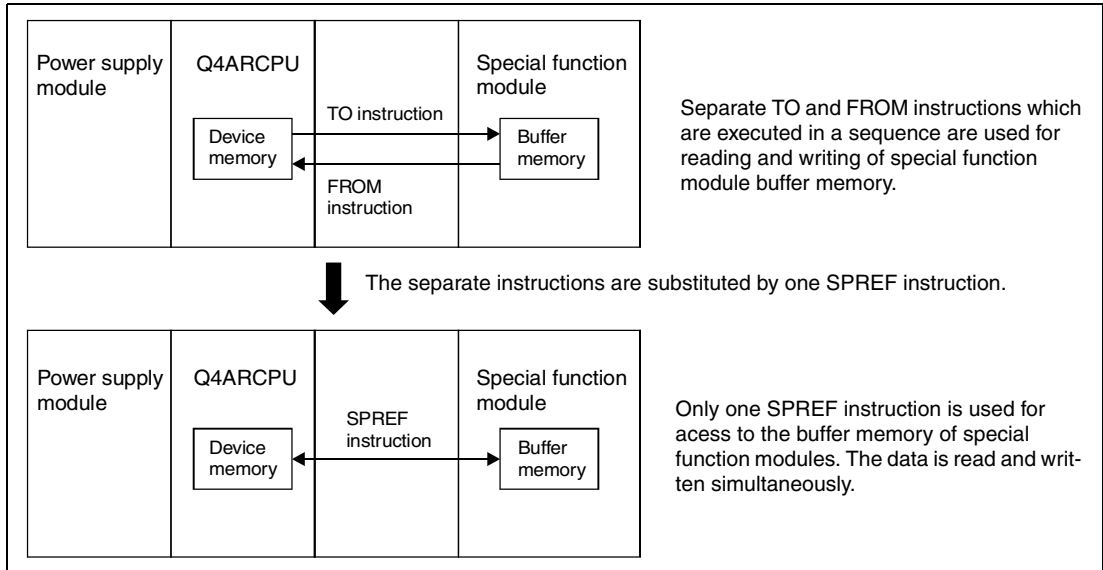 Power supply
module
Q4ARCPU
Special function
module
TO instruction
Device
memory
Buffer
memory
FROM
instruction
Separate TO and FROM instructions which
are executed in a sequence are used for
reading and writing of special function
module buffer memory.
The separate instructions are substituted by one SPREF instruction.
Power supply
module
Q4ARCPU
Special function
module
SPREF
instruction
Device
memory
Buffer
memory
Only one SPREF instruction is used for
acess to the buffer memory of special
function modules. The data is read and writ-
ten simultaneously.